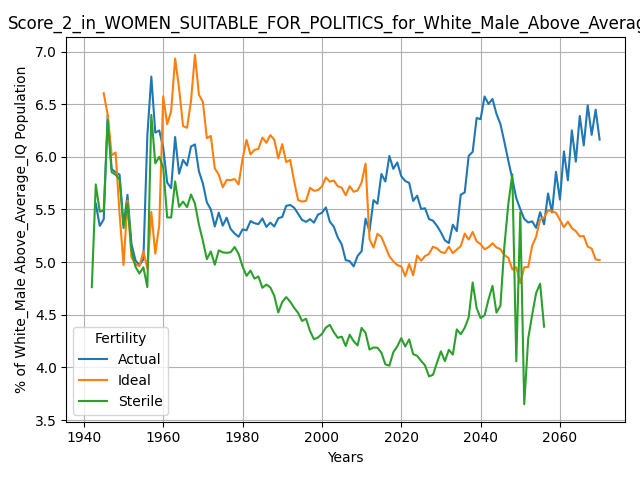 Score_2_in_WOMEN_SUITABLE_FOR_POLITICS_for_White_Male_Above_Averag
7.0
6.5
6.0
5.5
5.0
4.5
4.0
3.5
% of White_Male Above_Average_IQ Population
Fertility
Actual
Ideal
Sterile
1940 1960 1980 2000 2020 2040 2060
Years